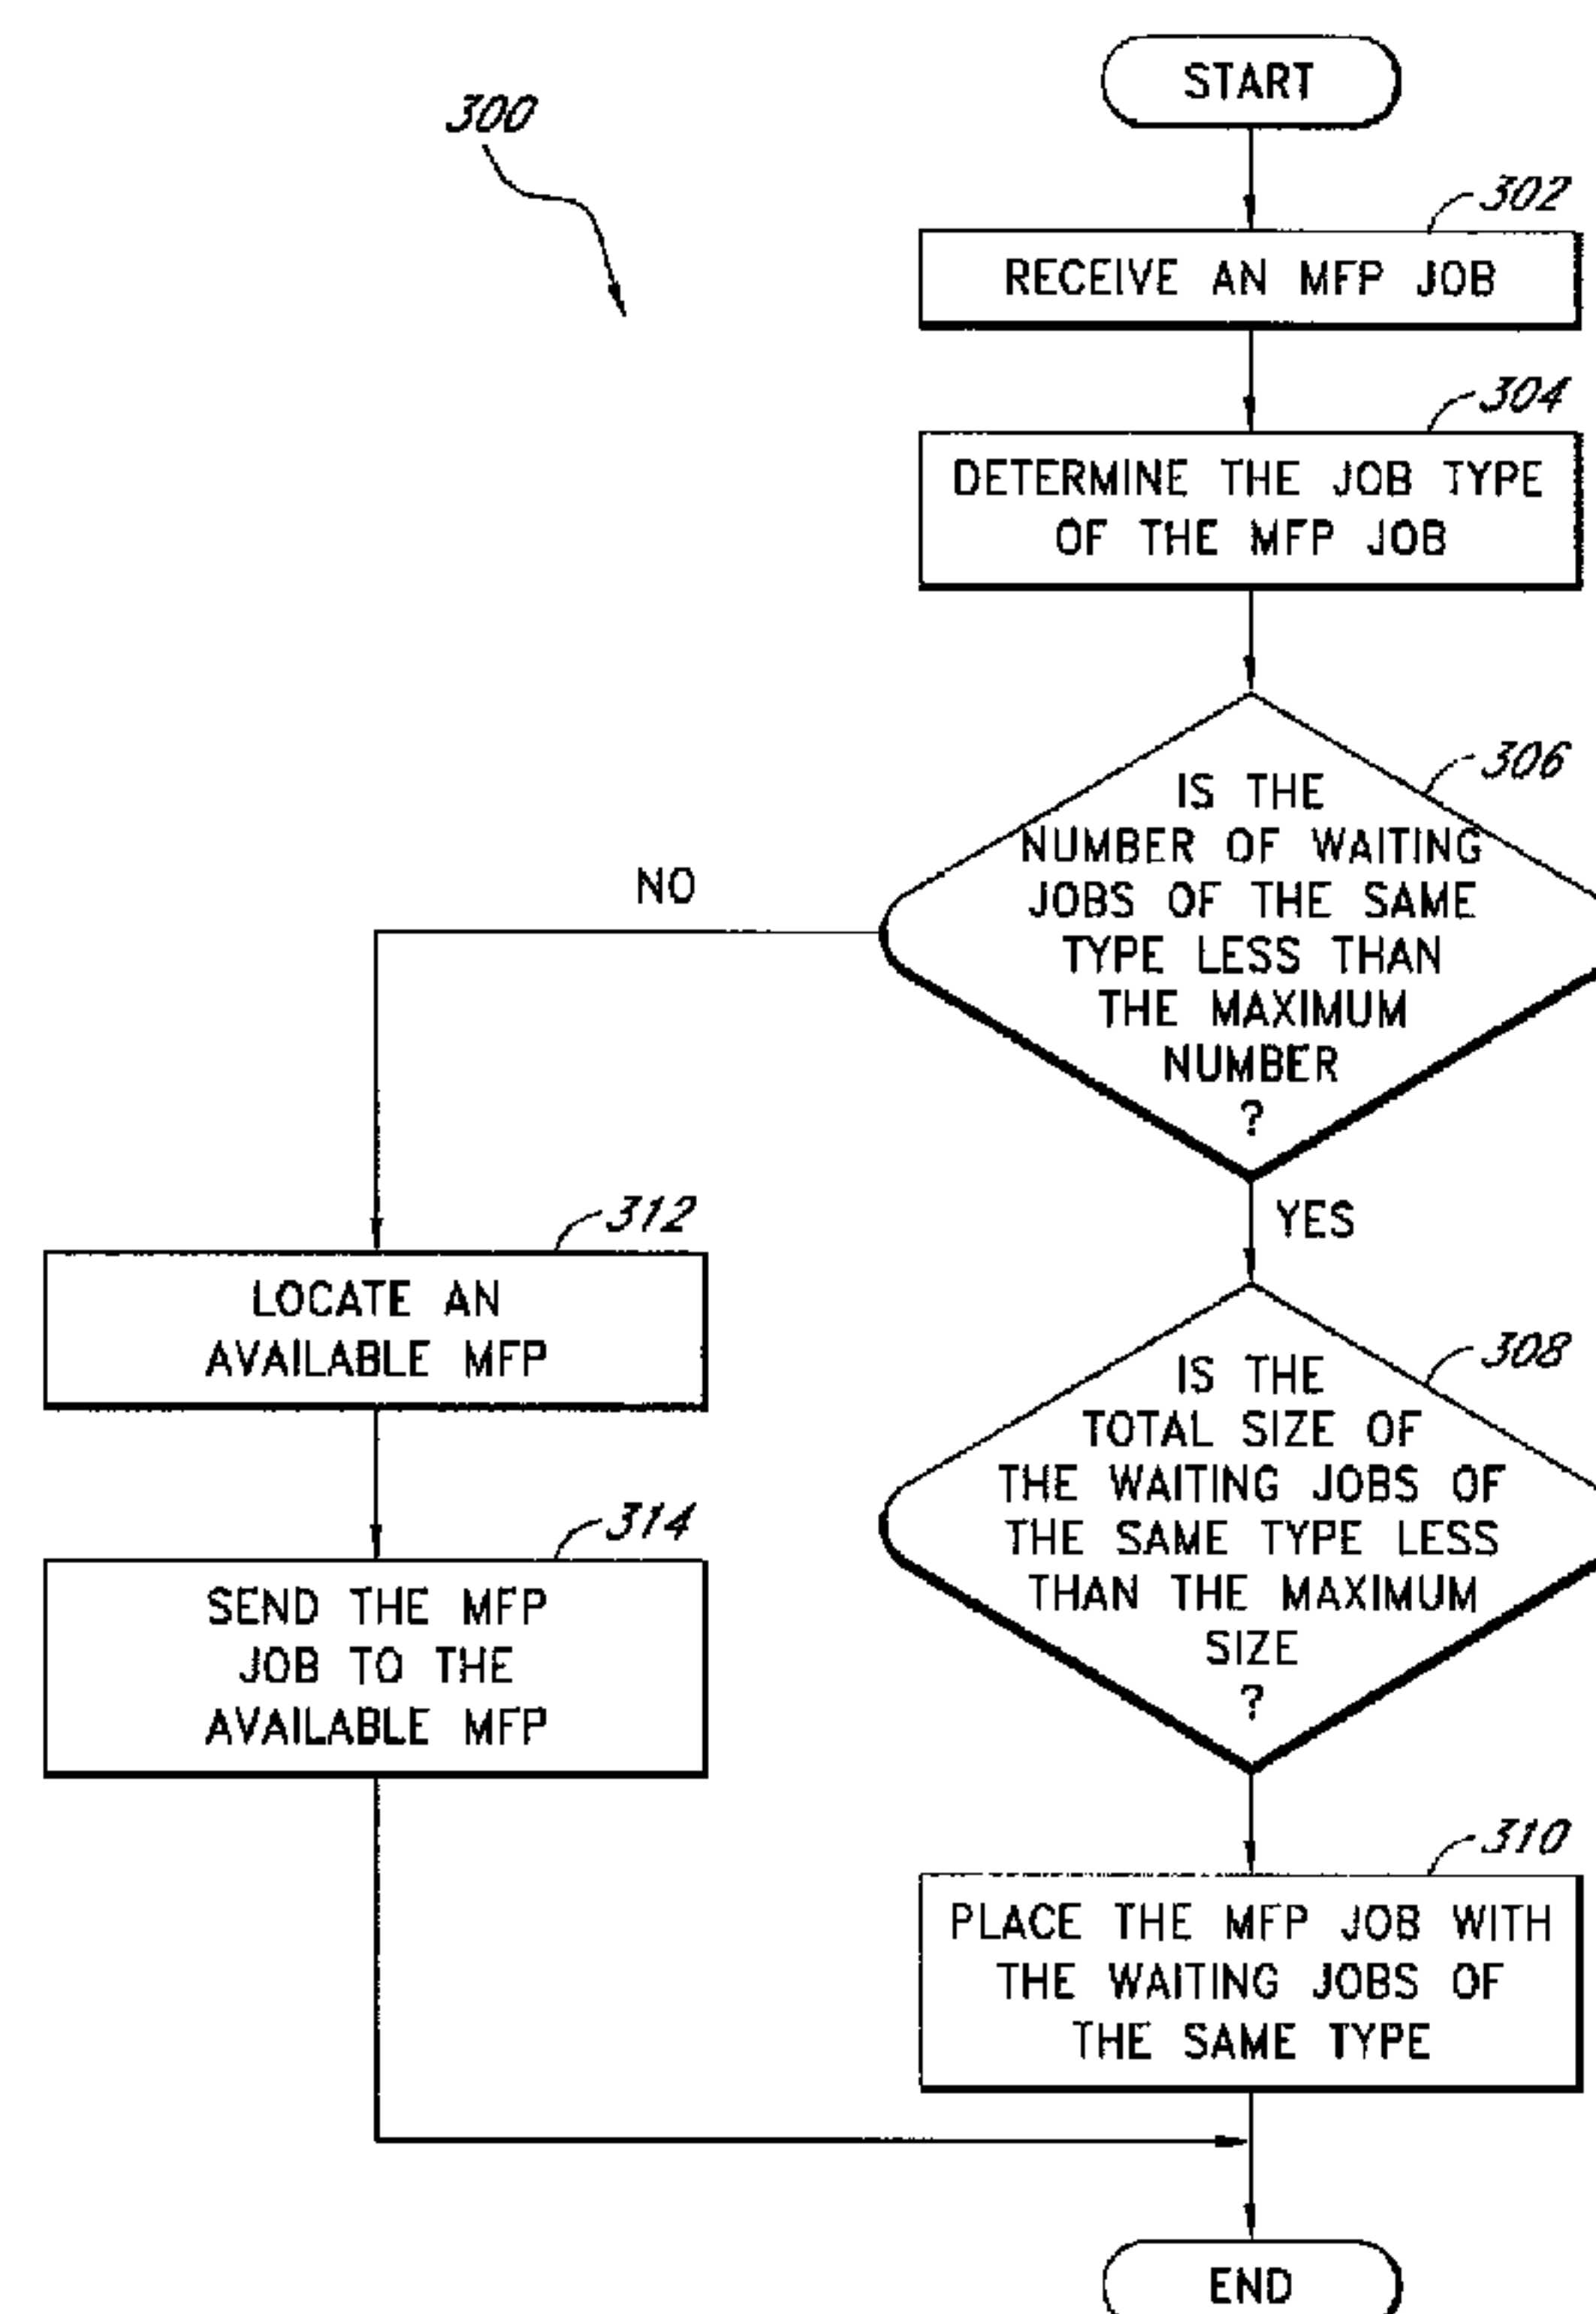 START
300
302
RECEIVE AN MFP JOB
304
DETERMINE THE JOB TYPE
OF THE MFP JOB
306
IS THE
NUMBER OF WAITING
JOBS OF THE SAME
TYPE LESS THAN
THE MAXIMUM
NUMBER
?
NO
YES
312
LOCATE AN
AVAILABLE MFP
308
IS THE
TOTAL SIZE OF
THE WAITING JOBS OF
THE SAME TYPE LESS
THAN THE MAXIMUM
SIZE
?
314
SEND THE MFP
JOB TO THE
AVAILABLE MFP
310
PLACE THE MFP JOB WITH
THE WAITING JOBS OF
THE SAME TYPE
END